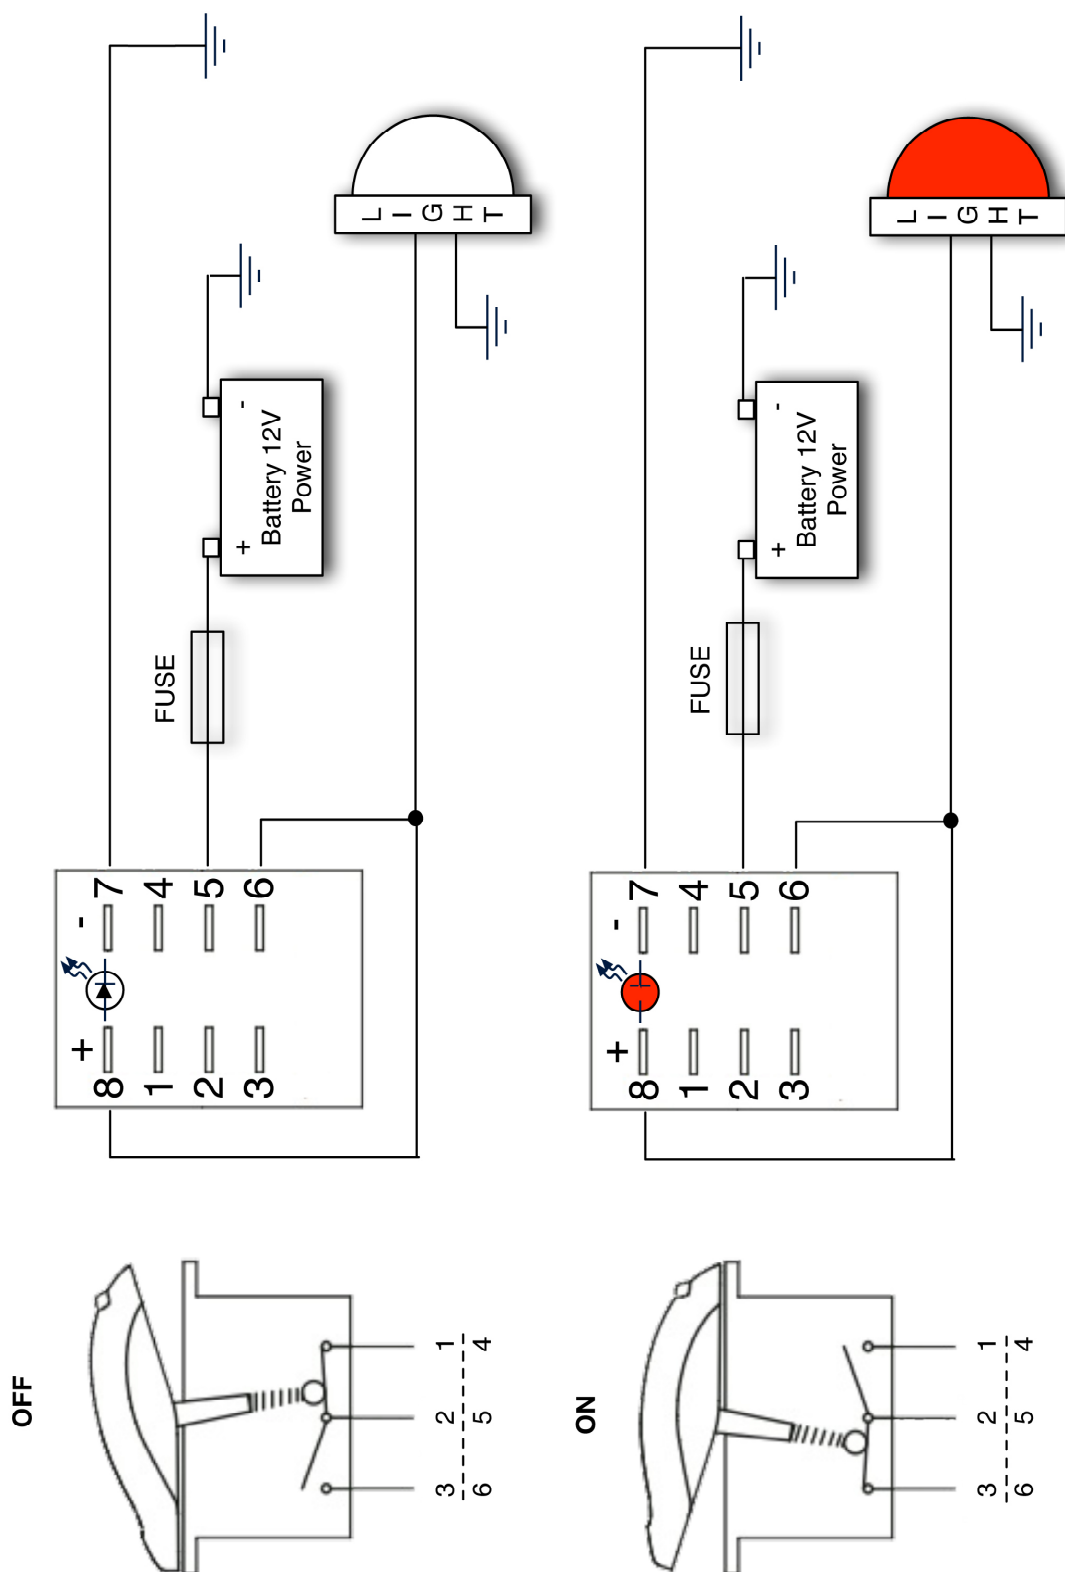 OFF
3 2 1
6 5 4
8 + - 7
1 4
2 5
3 6
FUSE
+ -
Battery 12V
Power
LIGHT
ON
3 2 1
6 5 4
8 + - 7
1 4
2 5
3 6
FUSE
+ -
Battery 12V
Power
LIGHT